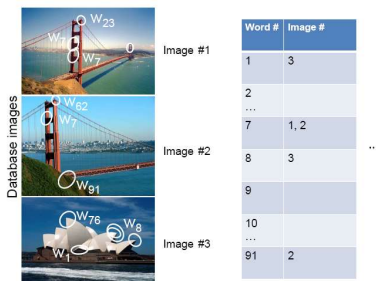 Database images
W23
W7
W7
Image #1
W62
W7
W91
Image #2
W76
W8
W1
Image #3
Word # Image #
1 3
2
...
7 1, 2
8 3
9
10
...
91 2
..